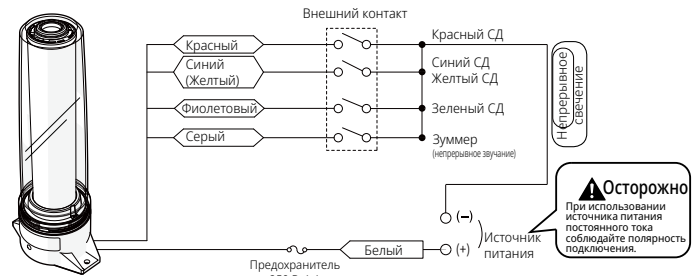 Внешний контакт
Красный
Красный СД
Синий
(Желтый)
Синий СД
Желтый СД
Фиолетовый
Зеленый СД
Серый
Зуммер
(непрерывное звучание)
Непрерывное
свечение
Осторожно
При использовании
источника питания
постоянного тока
соблюдайте полярность
подключения.
(−)
(+)
Источник
питания
Белый
Предохранитель